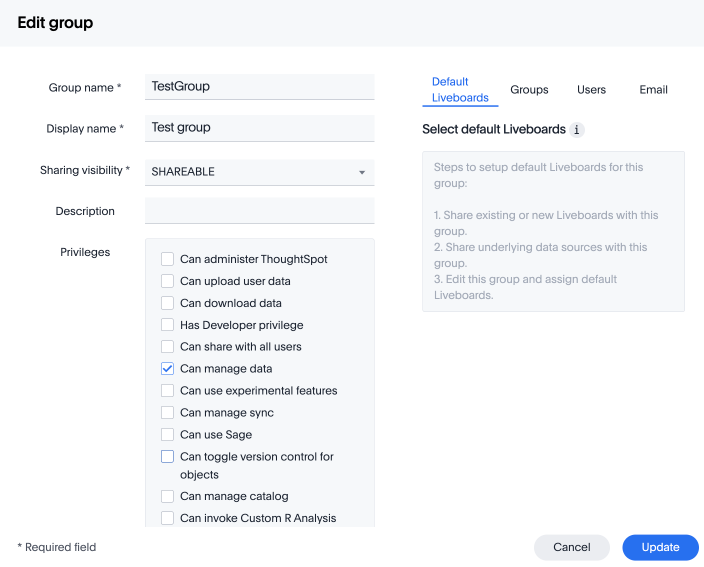 Edit group
Group name *
TestGroup
Display name *
Test group
Sharing visibility *
SHAREABLE
Description
Privileges
Can administer ThoughtSpot
Can upload user data
Can download data
Has Developer privilege
Can share with all users
Can manage data
Can use experimental features
Can manage sync
Can use Sage
Can toggle version control for
objects
Can manage catalog
Can invoke Custom R Analysis
Default
Liveboards
Groups
Users
Email
Select default Liveboards i
Steps to setup default Liveboards for this
group:
1. Share existing or new Liveboards with this
group.
2. Share underlying data sources with this
group.
3. Edit this group and assign default
Liveboards.
* Required field
Cancel
Update